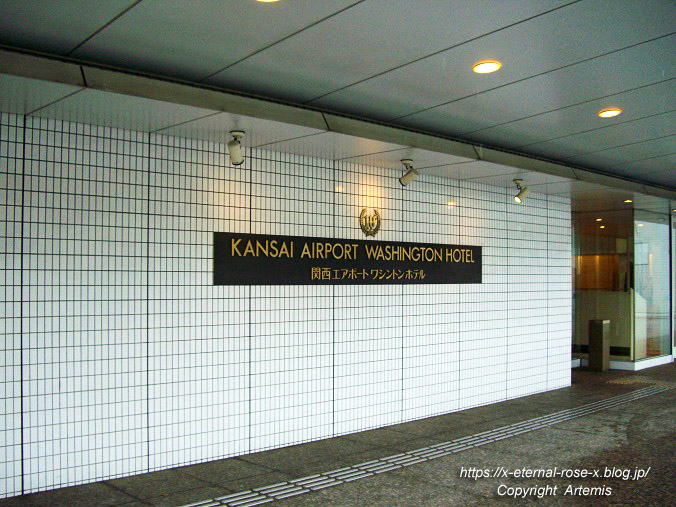 KANSAI AIRPORT WASHINGTON HOTEL
関西エアポートワシントンホテル
https://x-eternal-rose-x.blog.jp/
Copyright Artemis